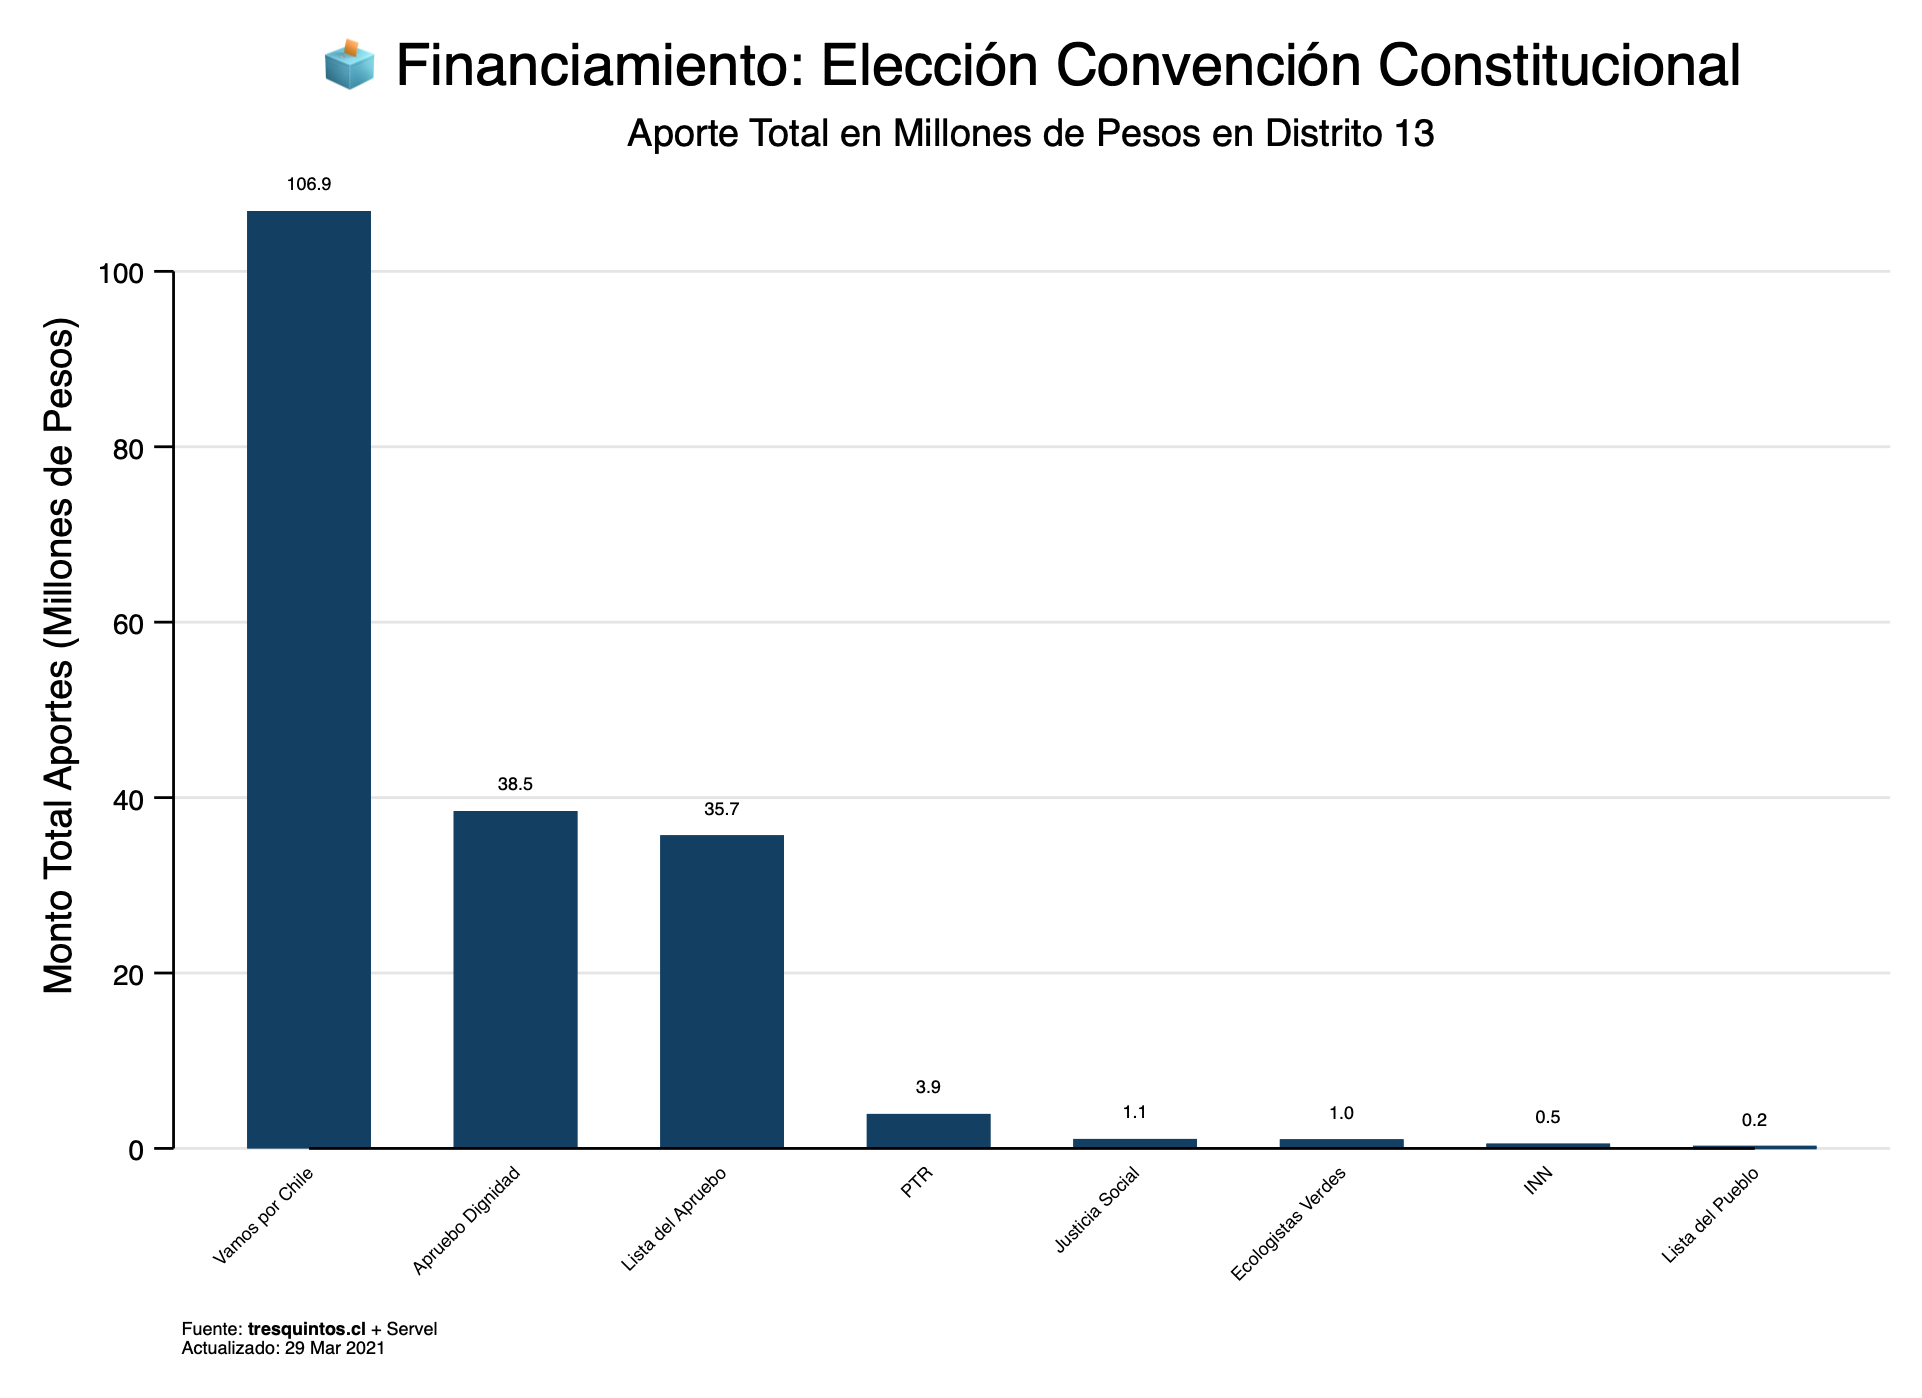 Financiamiento: Elección Convención Constitucional
Aporte Total en Millones de Pesos en Distrito 13
Monto Total Aportes (Millones de Pesos)
100
80
60
40
20
0
106.9
38.5
35.7
3.9
1.1
1.0
0.5
0.2
Vamos por Chile
Apruebo Dignidad
Lista del Apruebo
PTR
Justicia Social
Ecologistas Verdes
INN
Lista del Pueblo
Fuente: tresquintos.cl + Servel
Actualizado: 29 Mar 2021